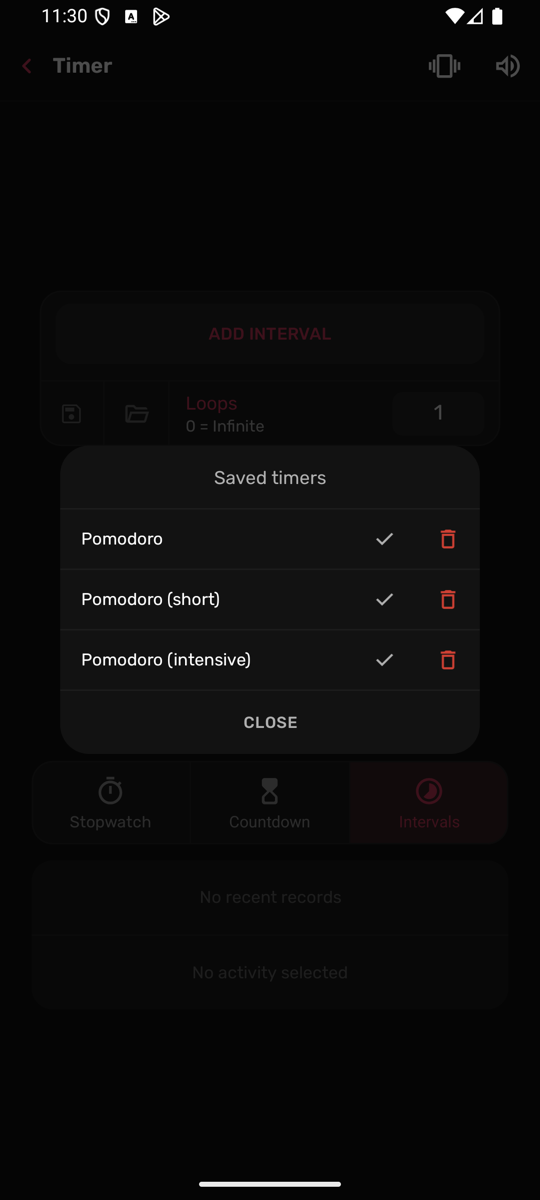 11:30
Timer
ADD INTERVAL
Loops
0 = Infinite
1
Saved timers
Pomodoro
Pomodoro (short)
Pomodoro (intensive)
CLOSE
Stopwatch
Countdown
Intervals
No recent records
No activity selected